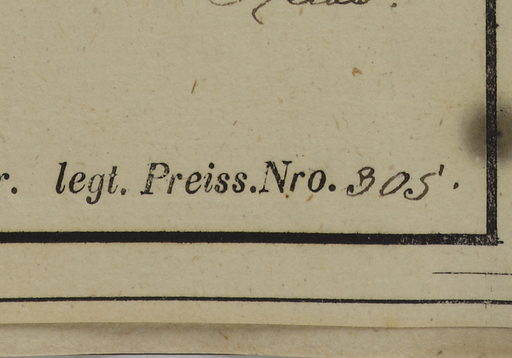 r. legt. Preiss. Nro. 305.